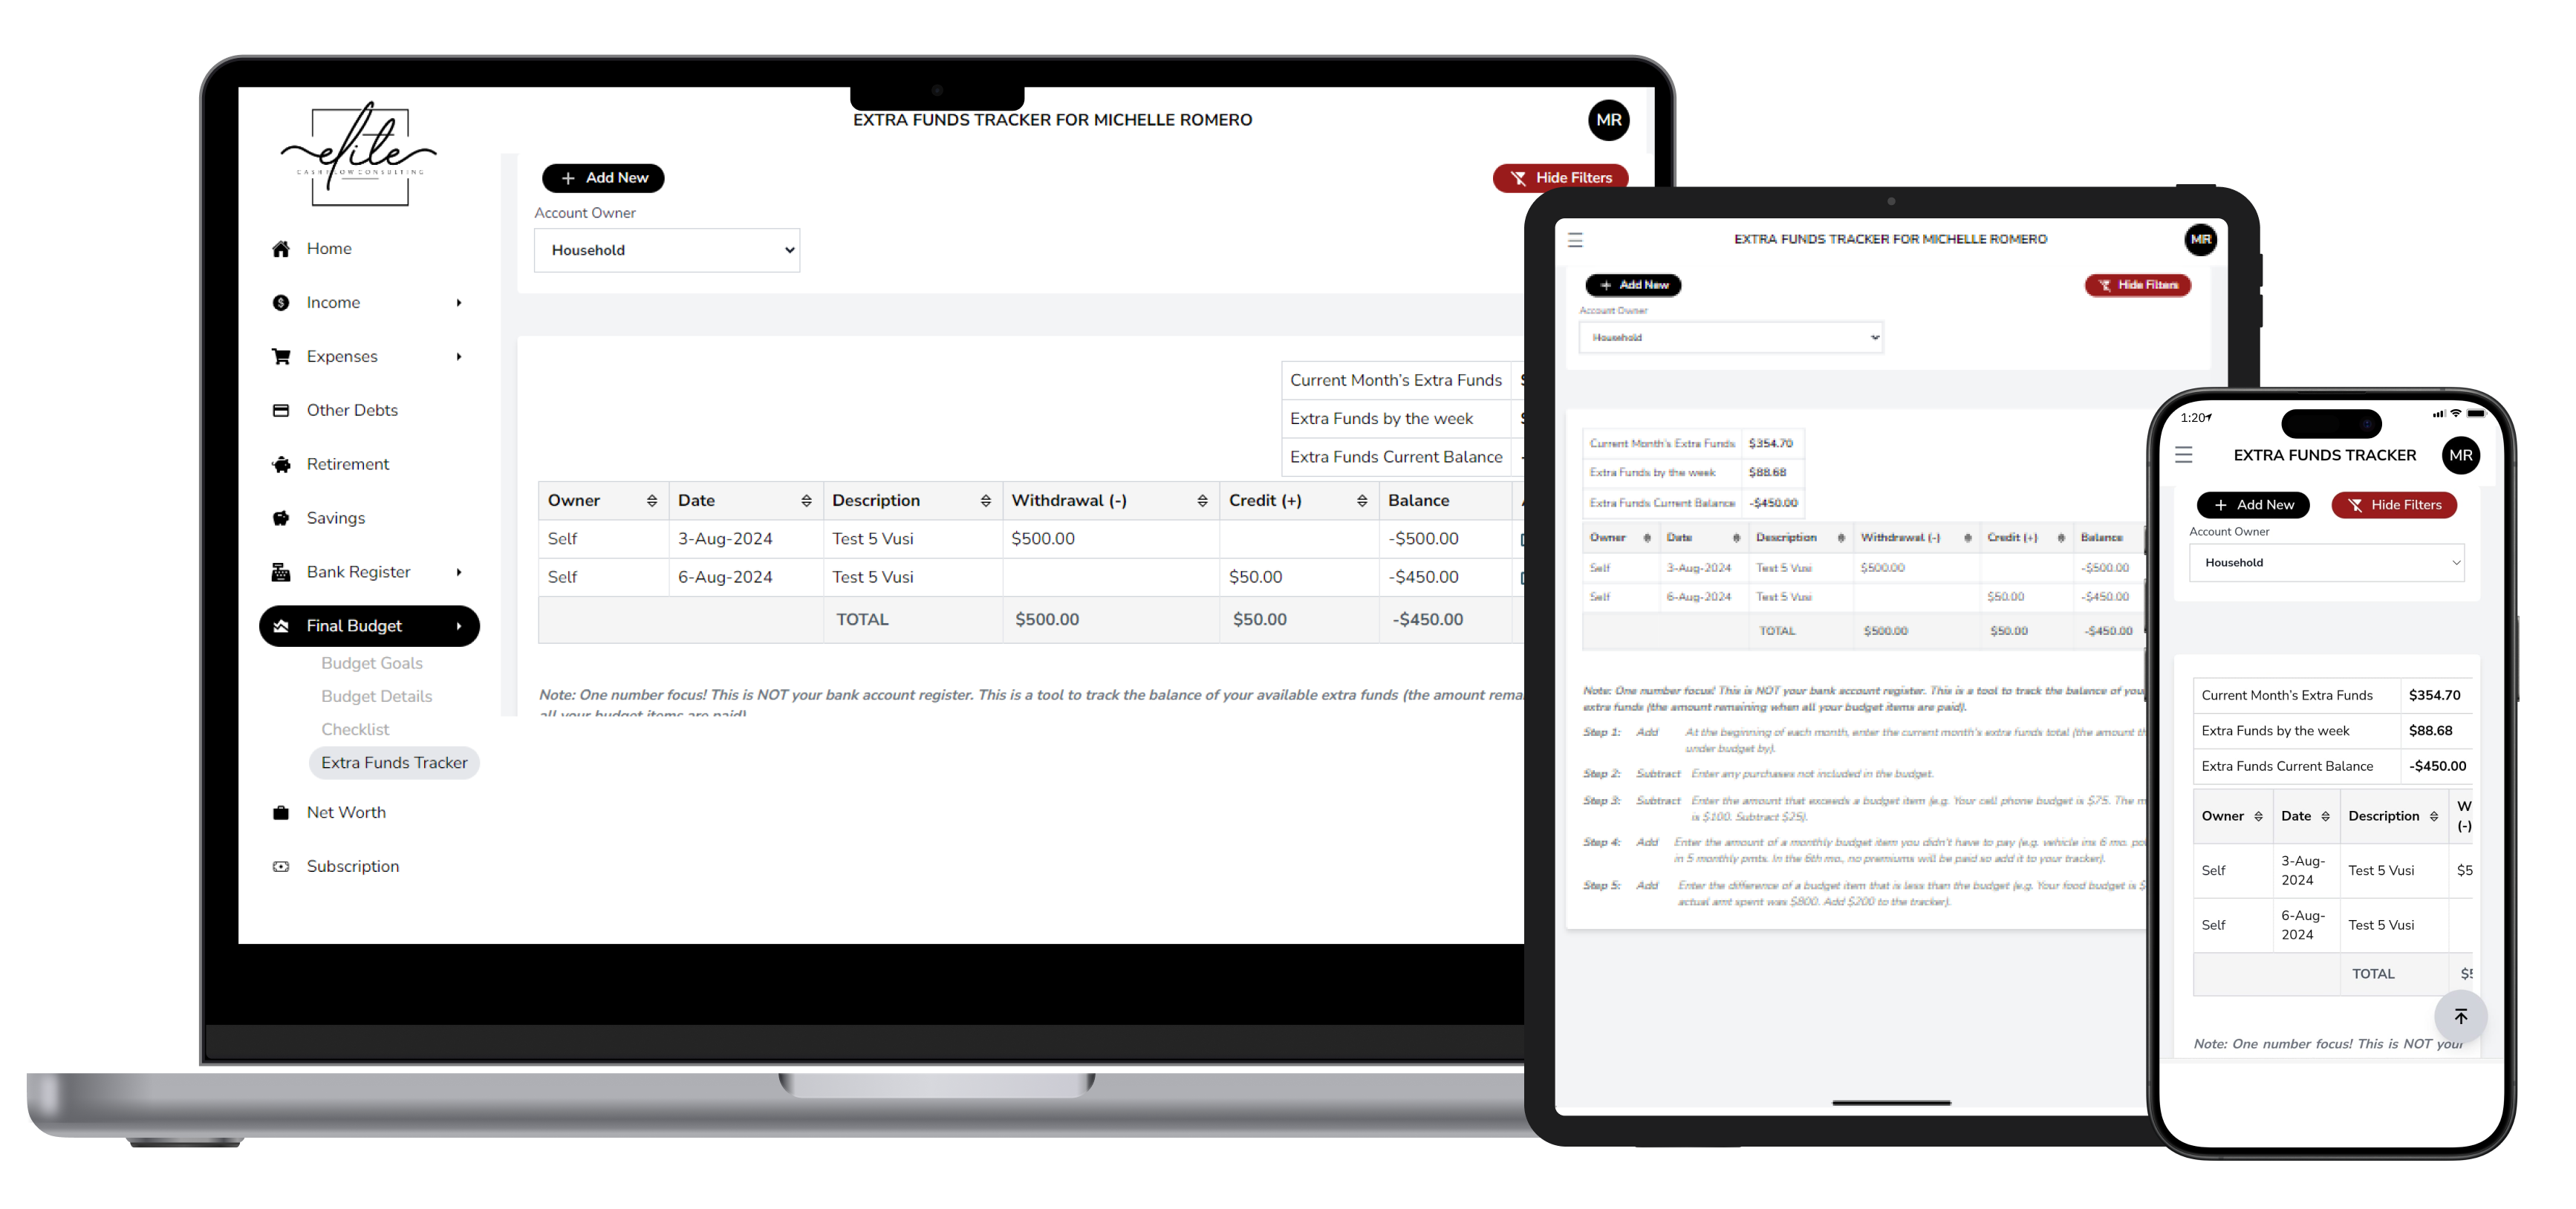 elite
CASH FLOW CONSULTING
EXTRA FUNDS TRACKER FOR MICHELLE ROMERO
MR
Add New
Hide Filters
Account Owner
Household
Home
Income
Expenses
Other Debts
Retirement
Savings
Bank Register
Final Budget
Budget Goals
Budget Details
Checklist
Extra Funds Tracker
Net Worth
Subscription
Current Month's Extra Funds
Extra Funds by the week
Extra Funds Current Balance
Owner Date Description Withdrawal (-) Credit (+) Balance
Self 3-Aug-2024 Test 5 Vusi $500.00 -$500.00
Self 6-Aug-2024 Test 5 Vusi $50.00 -$450.00
TOTAL $500.00 $50.00 -$450.00
Note: One number focus! This is NOT your bank account register. This is a tool to track the balance of your available extra funds (the amount
all your budget items are paid)
EXTRA FUNDS TRACKER FOR MICHELLE ROMERO
MR
Add New
Hide Filters
Account Owner
Household
Current Month's Extra Funds $354.70
Extra Funds by the week $88.68
Extra Funds Current Balance -$450.00
Owner Date Description Withdrawal (-) Credit (+) Balance
Self 3-Aug-2024 Test 5 Vusi $500.00 -$500.00
Self 6-Aug-2024 Test 5 Vusi $50.00 -$450.00
TOTAL $500.00 $50.00 -$450.00
Note: One number focus! This is NOT your bank account register. This is a tool to track the balance of you
extra funds (the amount remaining when all your budget items are paid).
Step 1: Add At the beginning of each month, enter the current month's extra funds total (the amount
under budget by).
Step 2: Subtract Enter any purchases not included in the budget.
Step 3: Subtract Enter the amount that exceeds a budget item (e.g. Your cell phone budget is $75. The
is $100. Subtract $25).
Step 4: Add Enter the amount of a monthly budget item you didn't have to pay (e.g. vehicle ins 6 mo.
in 5 monthly pmts. In the 6th mo., no premiums will be paid so add it to your tracker).
Step 5: Add Enter the difference of a budget item that is less than the budget (e.g. Your food budget is
actual amt spent was $800. Add $200 to the tracker).
1:20
EXTRA FUNDS TRACKER
MR
Add New
Hide Filters
Account Owner
Household
Current Month's Extra Funds $354.70
Extra Funds by the week $88.68
Extra Funds Current Balance -$450.00
Owner Date Description W
(-)
Self 3-Aug-
2024 Test 5 Vusi $5
Self 6-Aug-
2024 Test 5 Vusi
TOTAL
Note: One number focus! This is NOT your